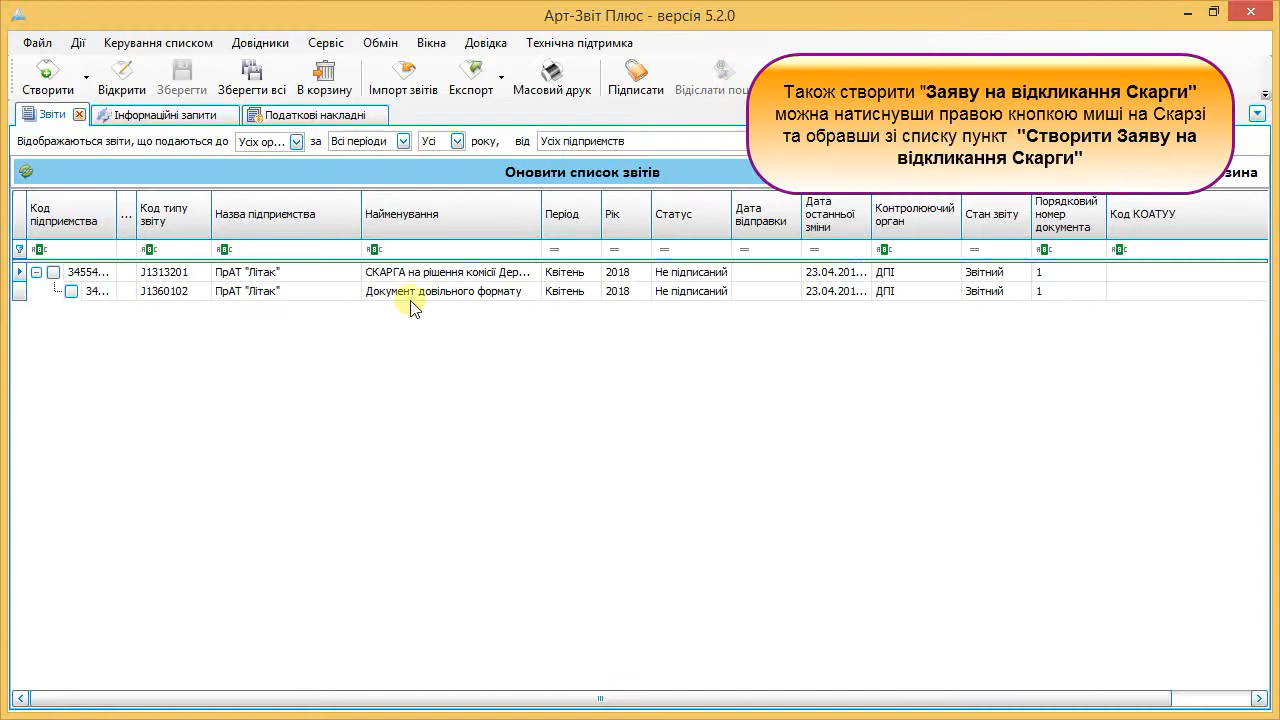 Арт-Звіт Плюс - версія 5.2.0
Файл Дії Керування списком Довідники Сервіс Обмін Вікна Довідка Технічна підтримка
Створити Відкрити Зберегти Зберегти всі В корзину Імпорт звітів Експорт Масовий друк Підписати Відіслати
Також створити "Заяву на відкликання Скарги"
можна натиснувши правою кнопкою миші на Скарзі
та обравши зі списку пункт "Створити Заяву на
відкликання Скарги"
Звіти Інформаційні запити Податкові накладні
Відображаються звіти, що подаються до Усіх ор... за Всі періоди Усі року, від Усіх підприємств
Оновити список звітів
Код підприємства ... Код типу звіту Назва підприємства Найменування Період Рік Статус Дата відправки Дата останньої зміни Контролюючий орган Стан звіту Порядковий номер документа Код КОАТУУ
34554... J1313201 ПрАТ "Літак" СКАРГА на рішення комісії Дер... Квітень 2018 Не підписаний 23.04.201... ДПІ Звітний 1
34... J1360102 ПрАТ "Літак" Документ довільного формату Квітень 2018 Не підписаний 23.04.201... ДПІ Звітний 1